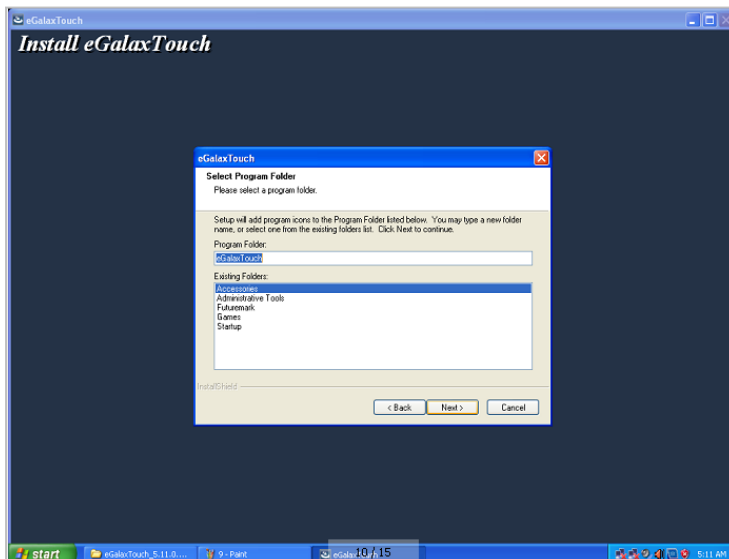 eGalaxTouch
Install eGalaxTouch
eGalaxTouch
Select Program Folder
Please select a program folder.
Setup will add program icons to the Program Folder listed below. You may type a new folder
name, or select one from the existing folders list. Click Next to continue.
Program Folder:
eGalaxTouch
Existing Folders:
Accessories
Administrative Tools
Futuremark
Games
Startup
InstallShield
< Back
Next >
Cancel
start
eGalaxTouch_5.11.0....
9 - Paint
10 / 15
5:11 AM